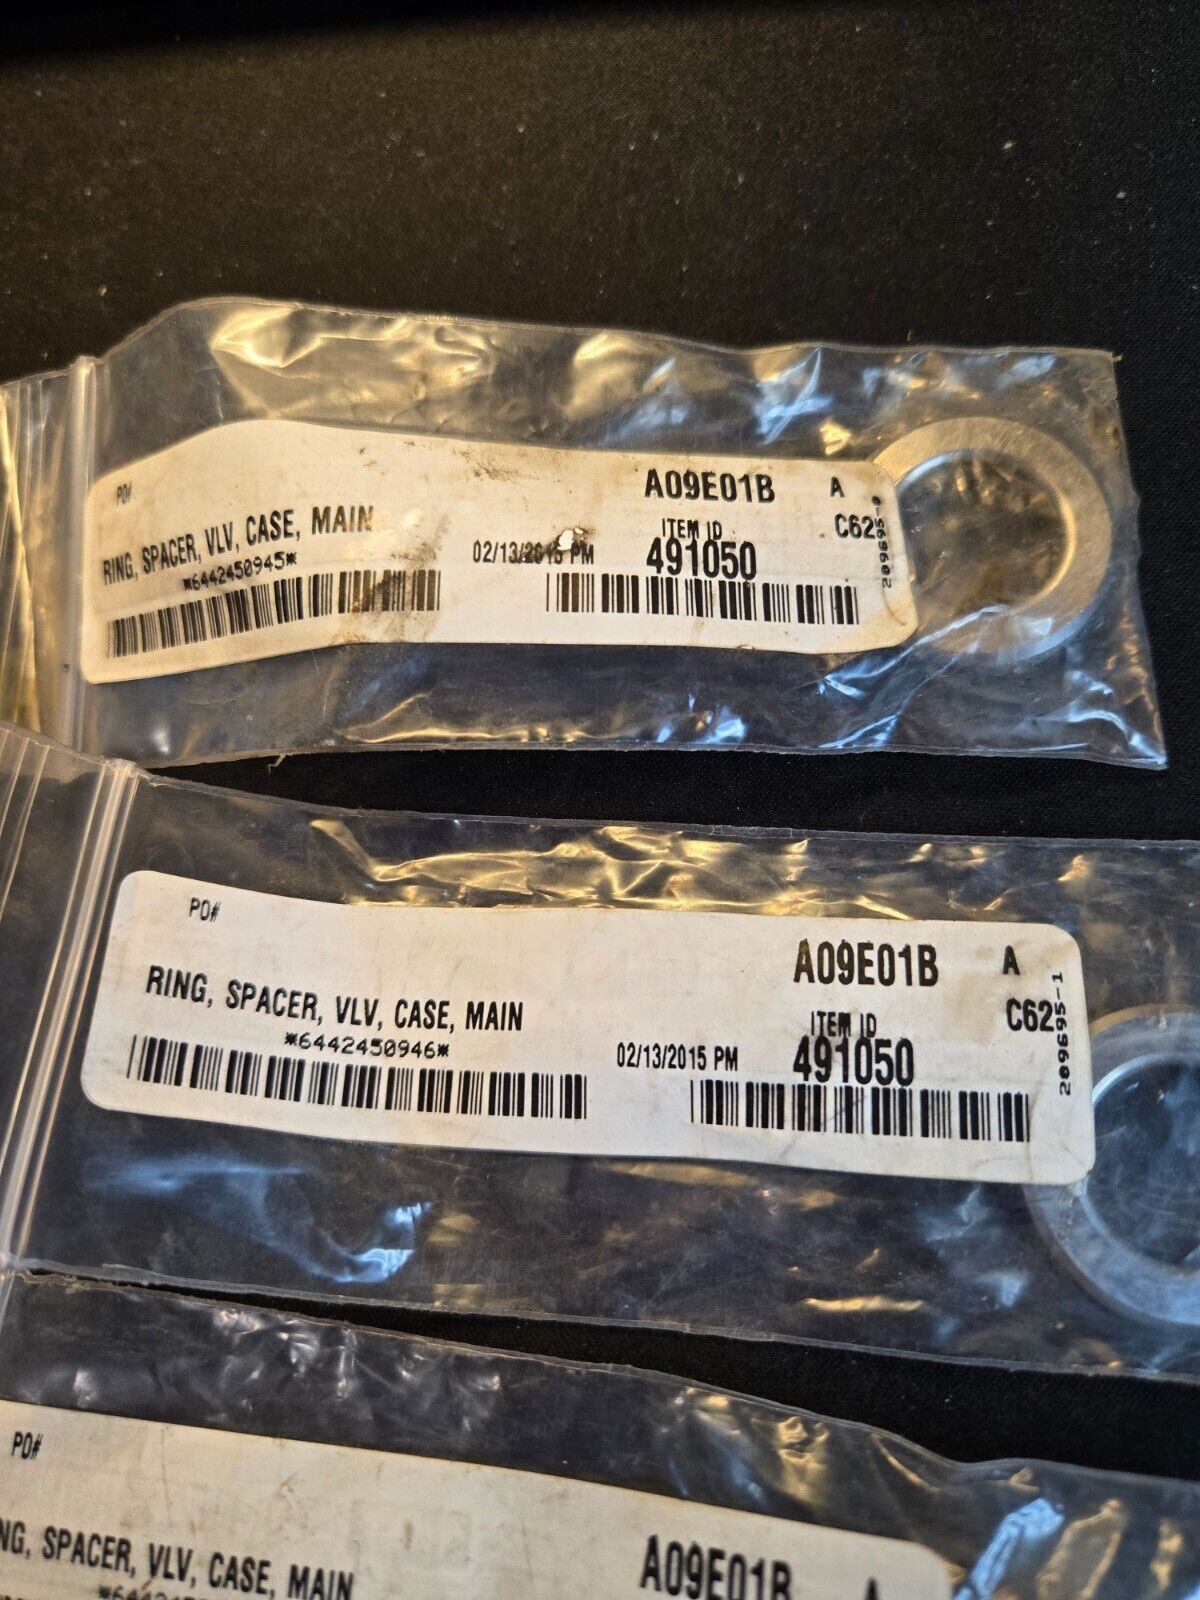 PO#
A09E01B A
RING, SPACER, VLV, CASE, MAIN
ITEM ID
C62
*6442450945*
02/13/2015 PM
491050
PO#
A09E01B A
RING, SPACER, VLV, CASE, MAIN
ITEM ID
C62
*6442450946*
02/13/2015 PM
491050
209695-1
PO#
SPACER, VLV, CASE, MAIN
A09E01B A